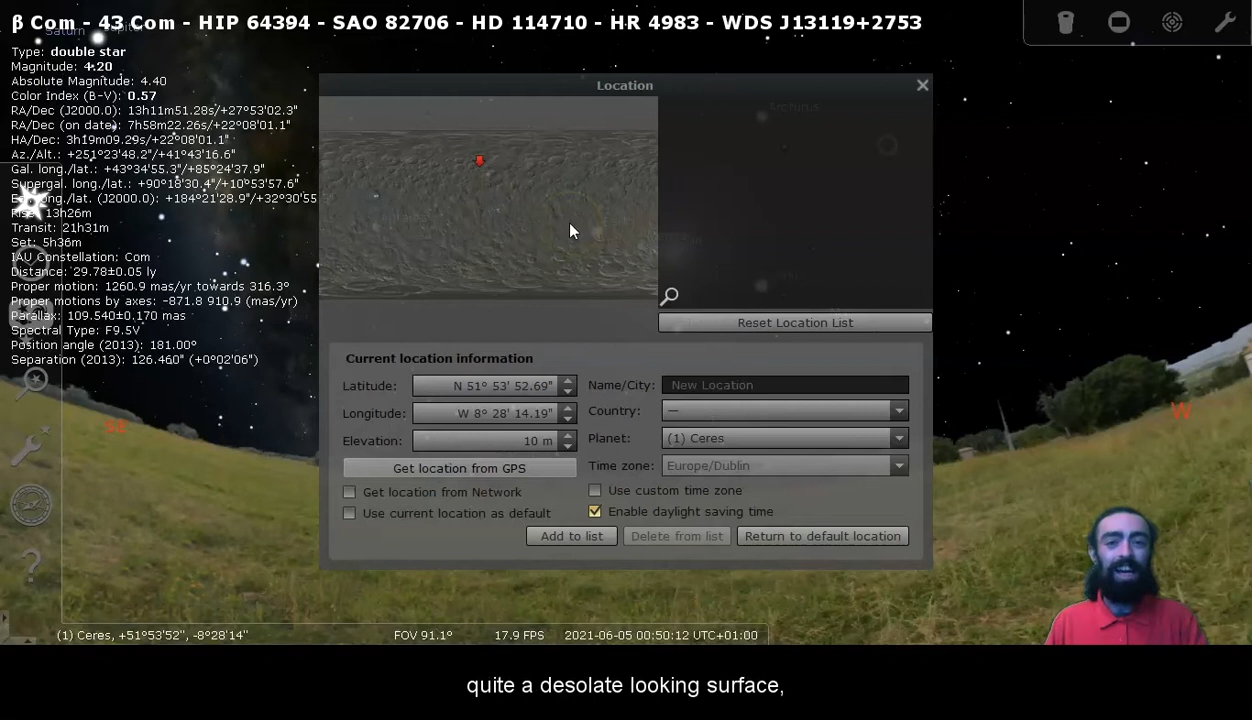 β Com - 43 Com - HIP 64394 - SAO 82706 - HD 114710 - HR 4983 - WDS J13119+2753
Saturn
Type: double star
Magnitude: 4.20
Absolute Magnitude: 4.40
Color Index (B-V): 0.57
RA/Dec (J2000.0): 13h11m51.28s/+27°53'02.3"
RA/Dec (on date): 7h58m22.26s/+22°08'01.1"
HA/Dec: 3h19m09.29s/+22°08'01.1"
Az./Alt.: +251°23'48.2"/+41°43'16.6"
Gal. long./lat.: +43°34'55.3"/+85°24'37.9"
Supergal. long./lat.: +90°18'30.4"/+10°53'57.6"
Ecl. long./lat. (J2000.0): +184°21'28.9"/+32°30'55.5
Rise: 13h26m
Transit: 21h31m
Set: 5h36m
IAU Constellation: Com
Distance: 29.78±0.05 ly
Proper motion: 1260.9 mas/yr towards 316.3°
Proper motions by axes: -871.8 910.9 (mas/yr)
Parallax: 109.540±0.170 mas
Spectral Type: F9.5V
Position angle (2013): 181.00°
Separation (2013): 126.460" (+0°02'06")
Location
Arcturus
Reset Location List
Current location information
Latitude: N 51° 53' 52.69"
Longitude: W 8° 28' 14.19"
Elevation: 10 m
Get location from GPS
Get location from Network
Use current location as default
Name/City: New Location
Country: —
Planet: (1) Ceres
Time zone: Europe/Dublin
Use custom time zone
Enable daylight saving time
Add to list
Delete from list
Return to default location
W
(1) Ceres, +51°53'52", -8°28'14"
FOV 91.1°
17.9 FPS
2021-06-05 00:50:12 UTC+01:00
quite a desolate looking surface,